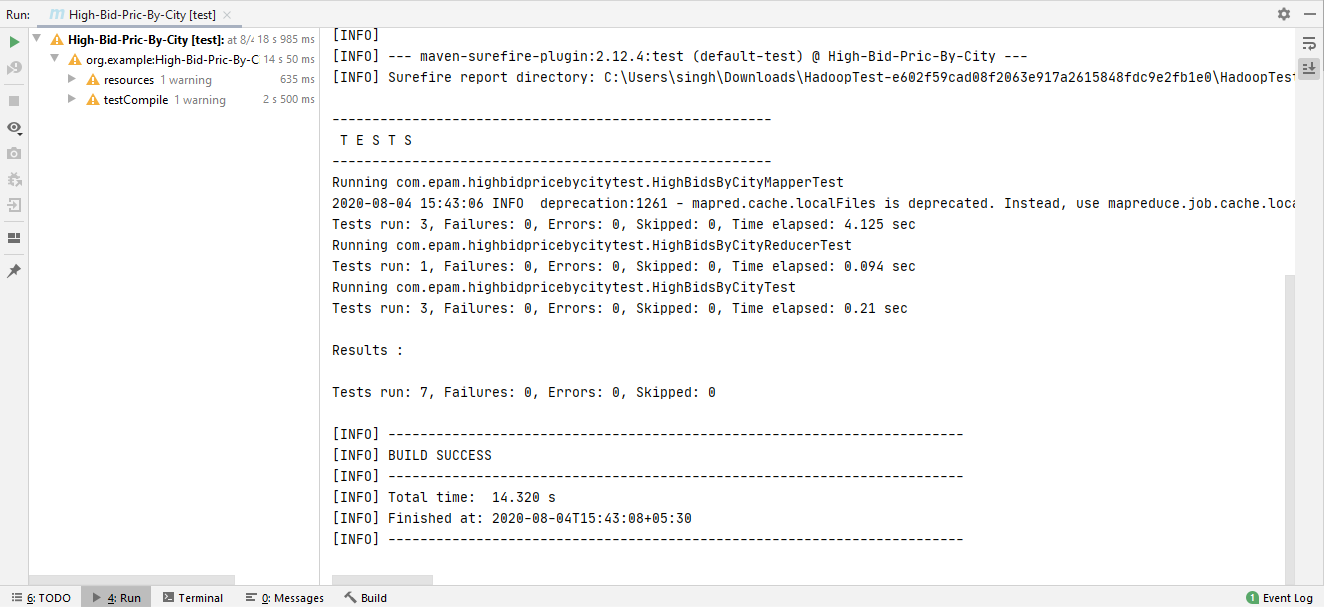 Run: m High-Bid-Pric-By-City [test] ×
High-Bid-Pric-By-City [test]: at 8/4 18 s 985 ms
org.example:High-Bid-Pric-By-C 14 s 50 ms
resources 1 warning 635 ms
testCompile 1 warning 2 s 500 ms
[INFO]
[INFO] --- maven-surefire-plugin:2.12.4:test (default-test) @ High-Bid-Pric-By-City ---
[INFO] Surefire report directory: C:\Users\singh\Downloads\HadoopTest-e602f59cad08f2063e917a2615848fdc9e2fb1e0\HadoopTest
-------------------------------------------------------
T E S T S
-------------------------------------------------------
Running com.epam.highbidpricebycitytest.HighBidsByCityMapperTest
2020-08-04 15:43:06 INFO  deprecation:1261 - mapred.cache.localFiles is deprecated. Instead, use mapreduce.job.cache.loca
Tests run: 3, Failures: 0, Errors: 0, Skipped: 0, Time elapsed: 4.125 sec
Running com.epam.highbidpricebycitytest.HighBidsByCityReducerTest
Tests run: 1, Failures: 0, Errors: 0, Skipped: 0, Time elapsed: 0.094 sec
Running com.epam.highbidpricebycitytest.HighBidsByCityTest
Tests run: 3, Failures: 0, Errors: 0, Skipped: 0, Time elapsed: 0.21 sec
Results :
Tests run: 7, Failures: 0, Errors: 0, Skipped: 0
[INFO] ------------------------------------------------------------------------
[INFO] BUILD SUCCESS
[INFO] ------------------------------------------------------------------------
[INFO] Total time:  14.320 s
[INFO] Finished at: 2020-08-04T15:43:08+05:30
[INFO] ------------------------------------------------------------------------
6: TODO 4: Run Terminal 0: Messages Build 1 Event Log